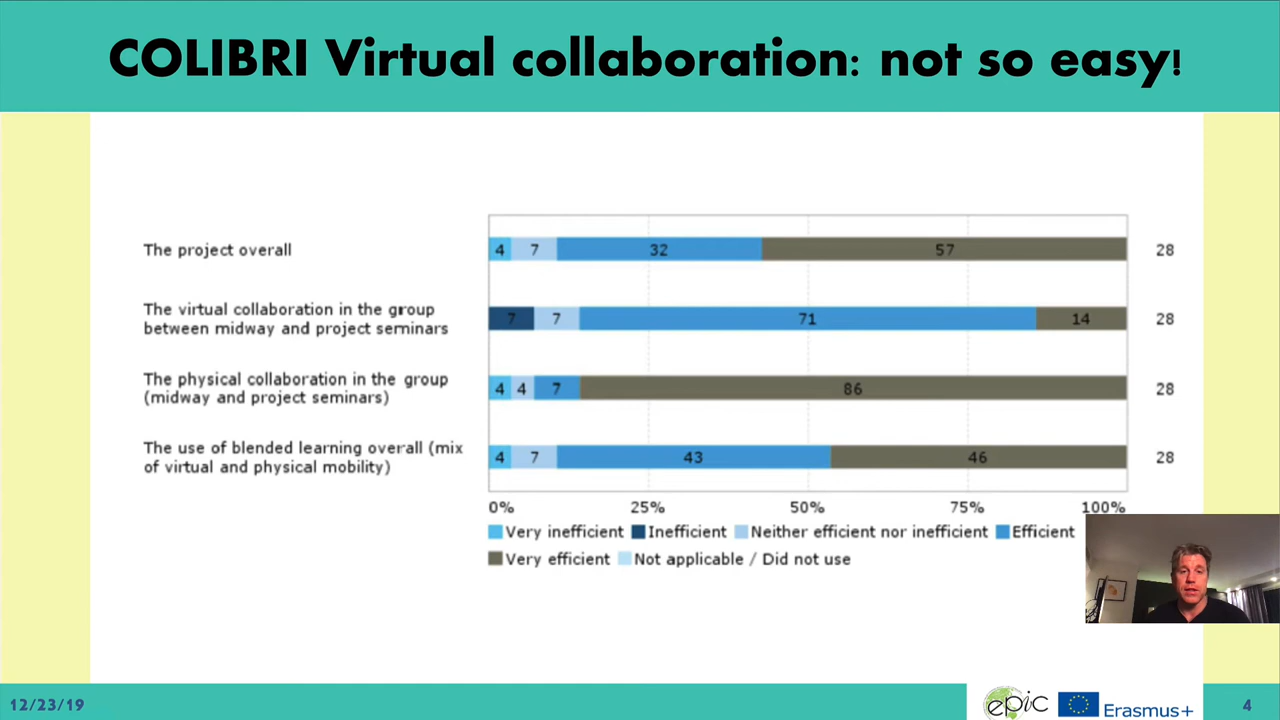 COLIBRI Virtual collaboration: not so easy!
The project overall
4 7 32 57 28
The virtual collaboration in the group
between midway and project seminars
7 7 71 14 28
The physical collaboration in the group
(midway and project seminars)
4 4 7 86 28
The use of blended learning overall (mix
of virtual and physical mobility)
4 7 43 46 28
0% 25% 50% 75% 100%
Very inefficient Inefficient Neither efficient nor inefficient Efficient
Very efficient Not applicable / Did not use
12/23/19
epic
Erasmus+
4